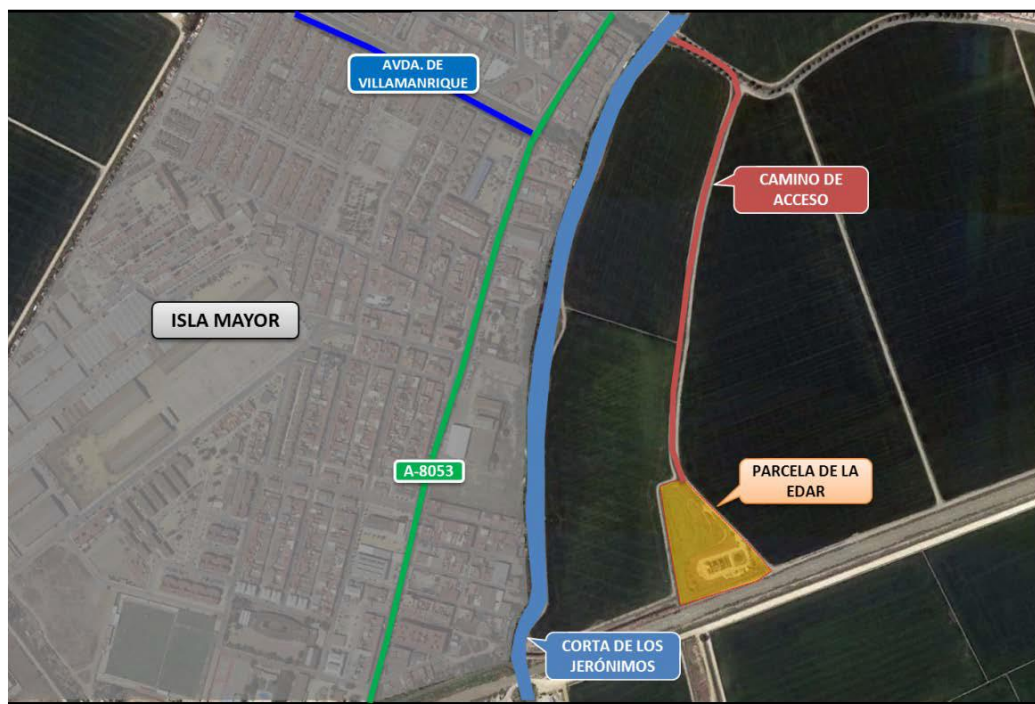 AVDA. DE
VILLAMANRIQUE
CAMINO DE
ACCESO
ISLA MAYOR
A-8053
PARCELA DE LA
EDAR
CORTA DE LOS
JERÓNIMOS